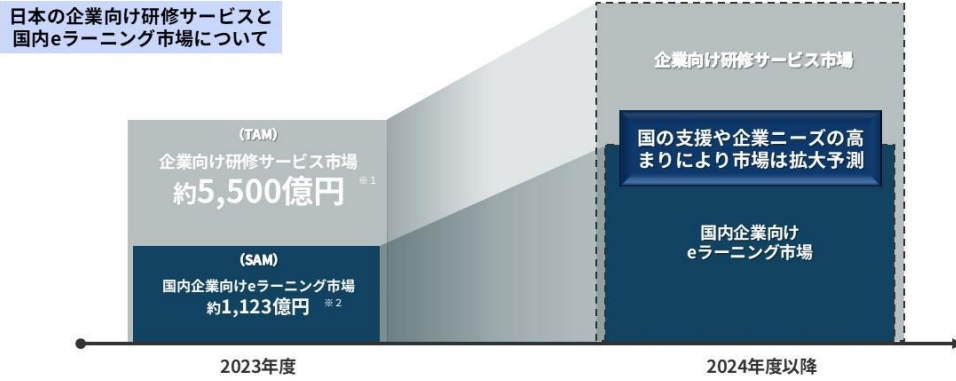 日本の企業向け研修サービスと
国内eラーニング市場について
企業向け研修サービス市場
(TAM)
企業向け研修サービス市場
約5,500億円 ※1
国の支援や企業ニーズの高
まりにより市場は拡大予測
国内企業向け
eラーニング市場
(SAM)
国内企業向けeラーニング市場
約1,123億円 ※2
2023年度
2024年度以降